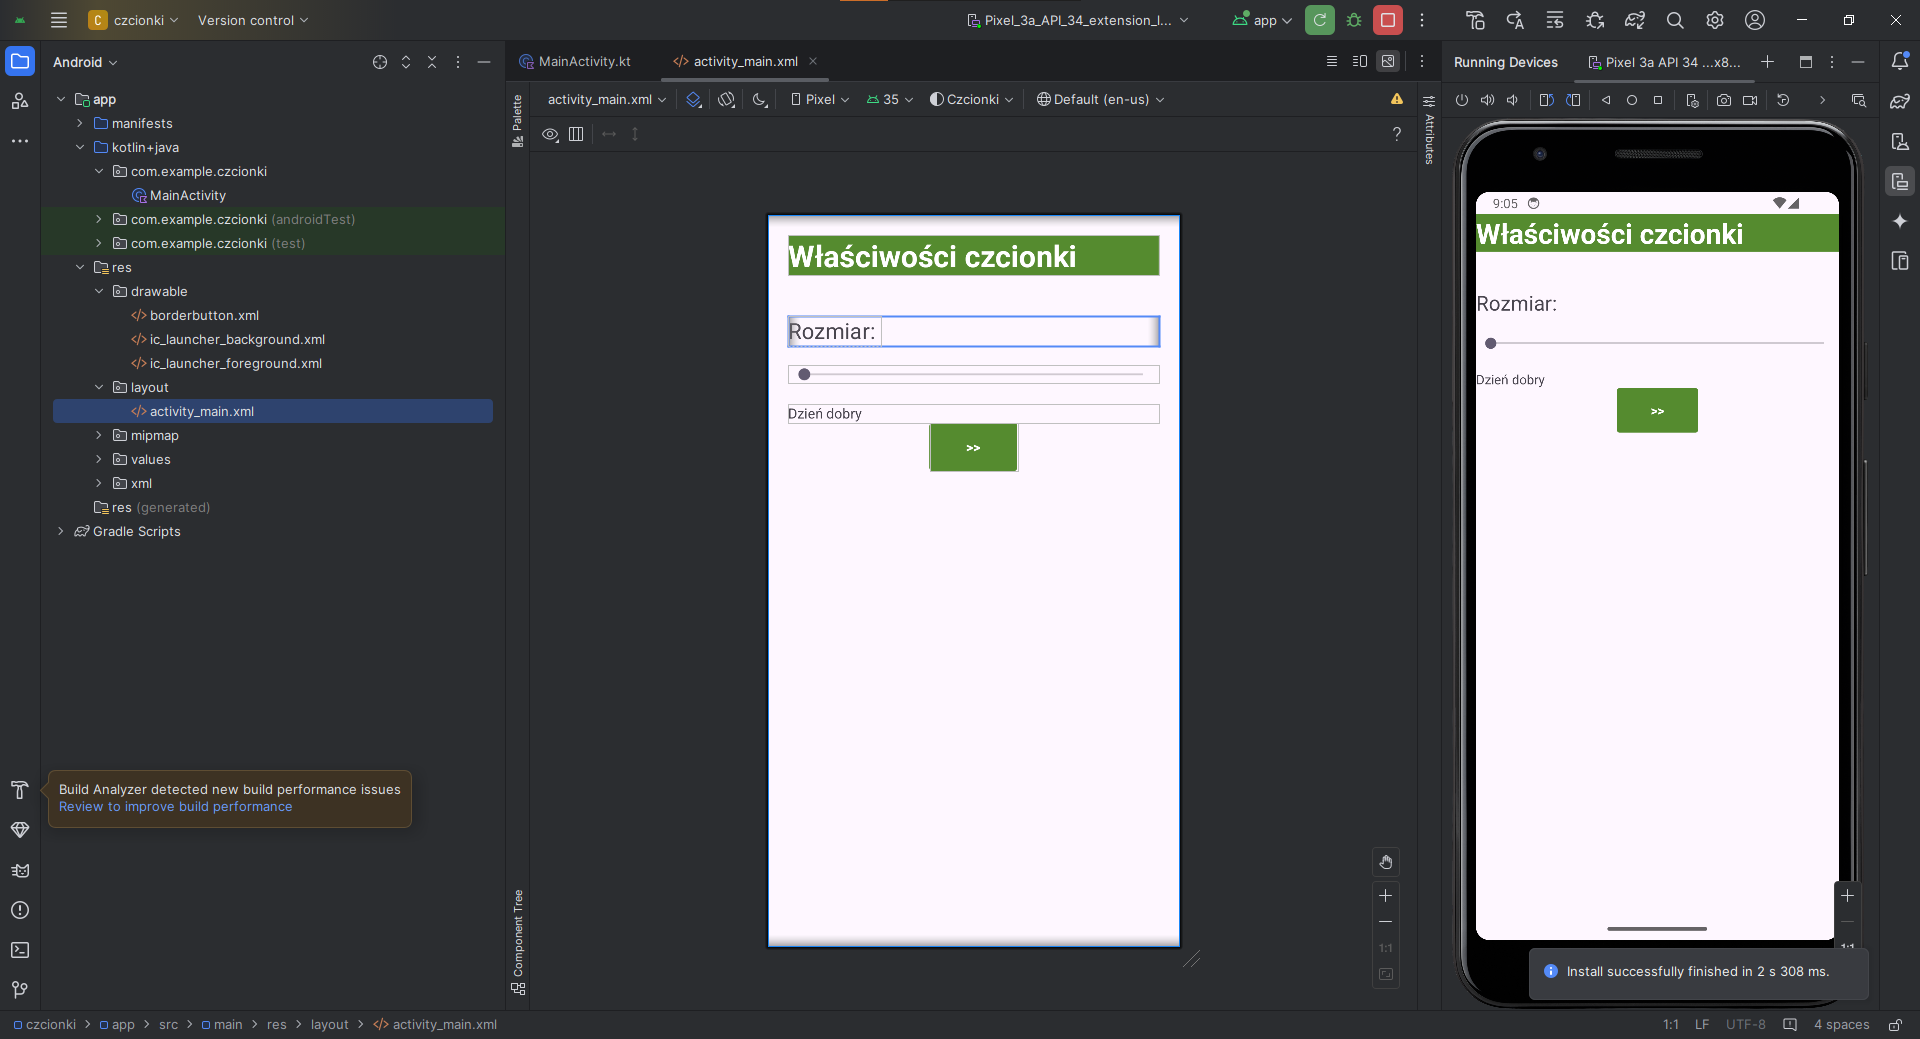 C czcionki
Version control
Pixel_3a_API_34_extension_l...
app
Android
MainActivity.kt
activity_main.xml
Running Devices
Pixel 3a API 34 ...x8...
app
manifests
kotlin+java
com.example.czcionki
MainActivity
com.example.czcionki (androidTest)
com.example.czcionki (test)
res
drawable
borderbutton.xml
ic_launcher_background.xml
ic_launcher_foreground.xml
layout
activity_main.xml
mipmap
values
xml
res (generated)
Gradle Scripts
Build Analyzer detected new build performance issues
Review to improve build performance
Palette
Component Tree
activity_main.xml
Pixel
35
Czcionki
Default (en-us)
?
Attributes
Właściwości czcionki
Rozmiar:
Dzień dobry
>>
1:1
9:05
Właściwości czcionki
Rozmiar:
Dzień dobry
>>
1:1
Install successfully finished in 2 s 308 ms.
czcionki > app > src > main > res > layout > activity_main.xml
1:1
LF
UTF-8
4 spaces